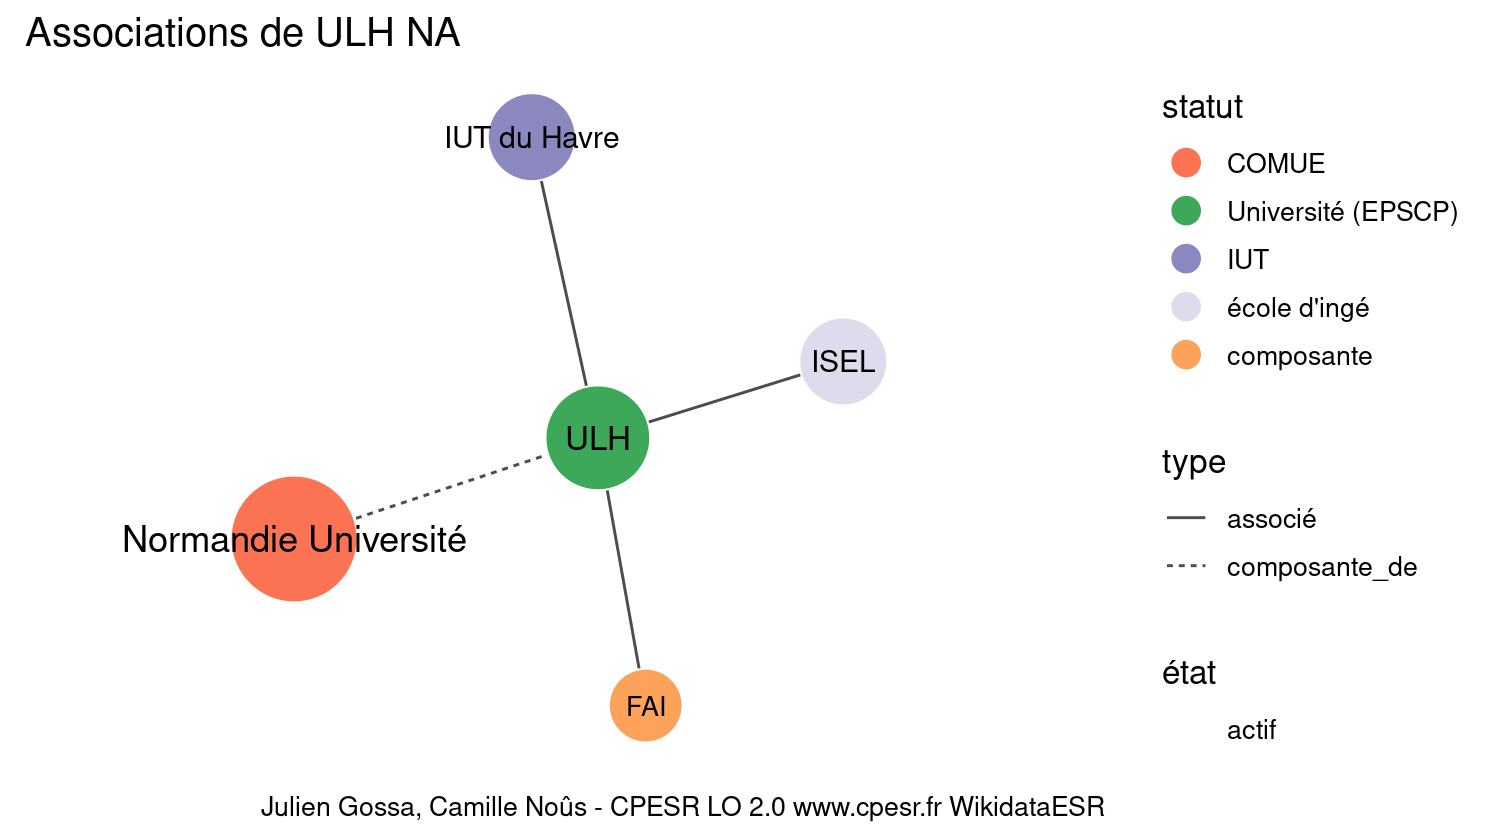 Associations de ULH NA
IUT du Havre
ISEL
ULH
Normandie Université
FAI
statut
COMUE
Université (EPSCP)
IUT
école d'ingé
composante
type
associé
composante_de
état
actif
Julien Gossa, Camille Noûs - CPESR LO 2.0 www.cpesr.fr WikidataESR